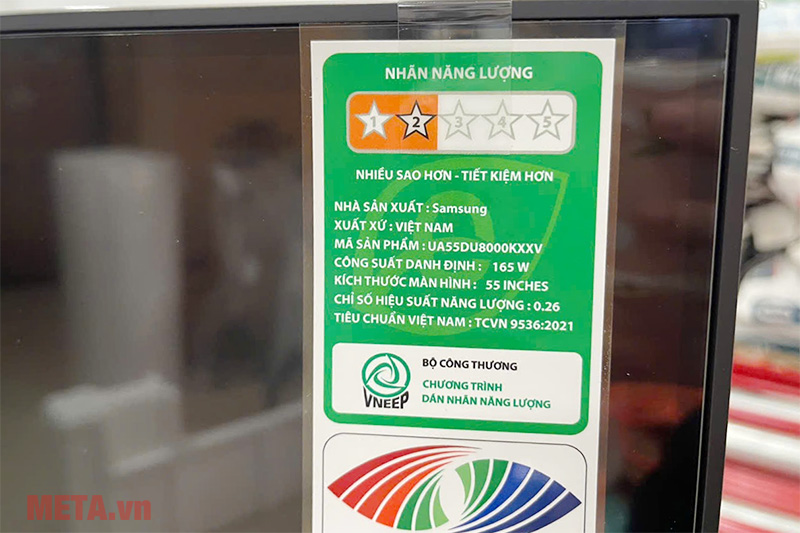 NHÃN NĂNG LƯỢNG
1 2 3 4 5
NHIỀU SAO HƠN - TIẾT KIỆM HƠN
NHÀ SẢN XUẤT : Samsung
XUẤT XỨ : VIỆT NAM
MÃ SẢN PHẨM : UA55DU8000KXXV
CÔNG SUẤT DANH ĐỊNH : 165 W
KÍCH THƯỚC MÀN HÌNH : 55 INCHES
CHỈ SỐ HIỆU SUẤT NĂNG LƯỢNG : 0.26
TIÊU CHUẨN VIỆT NAM : TCVN 9536:2021
VNEEP
BỘ CÔNG THƯƠNG
CHƯƠNG TRÌNH
DÁN NHÃN NĂNG LƯỢNG
META.vn